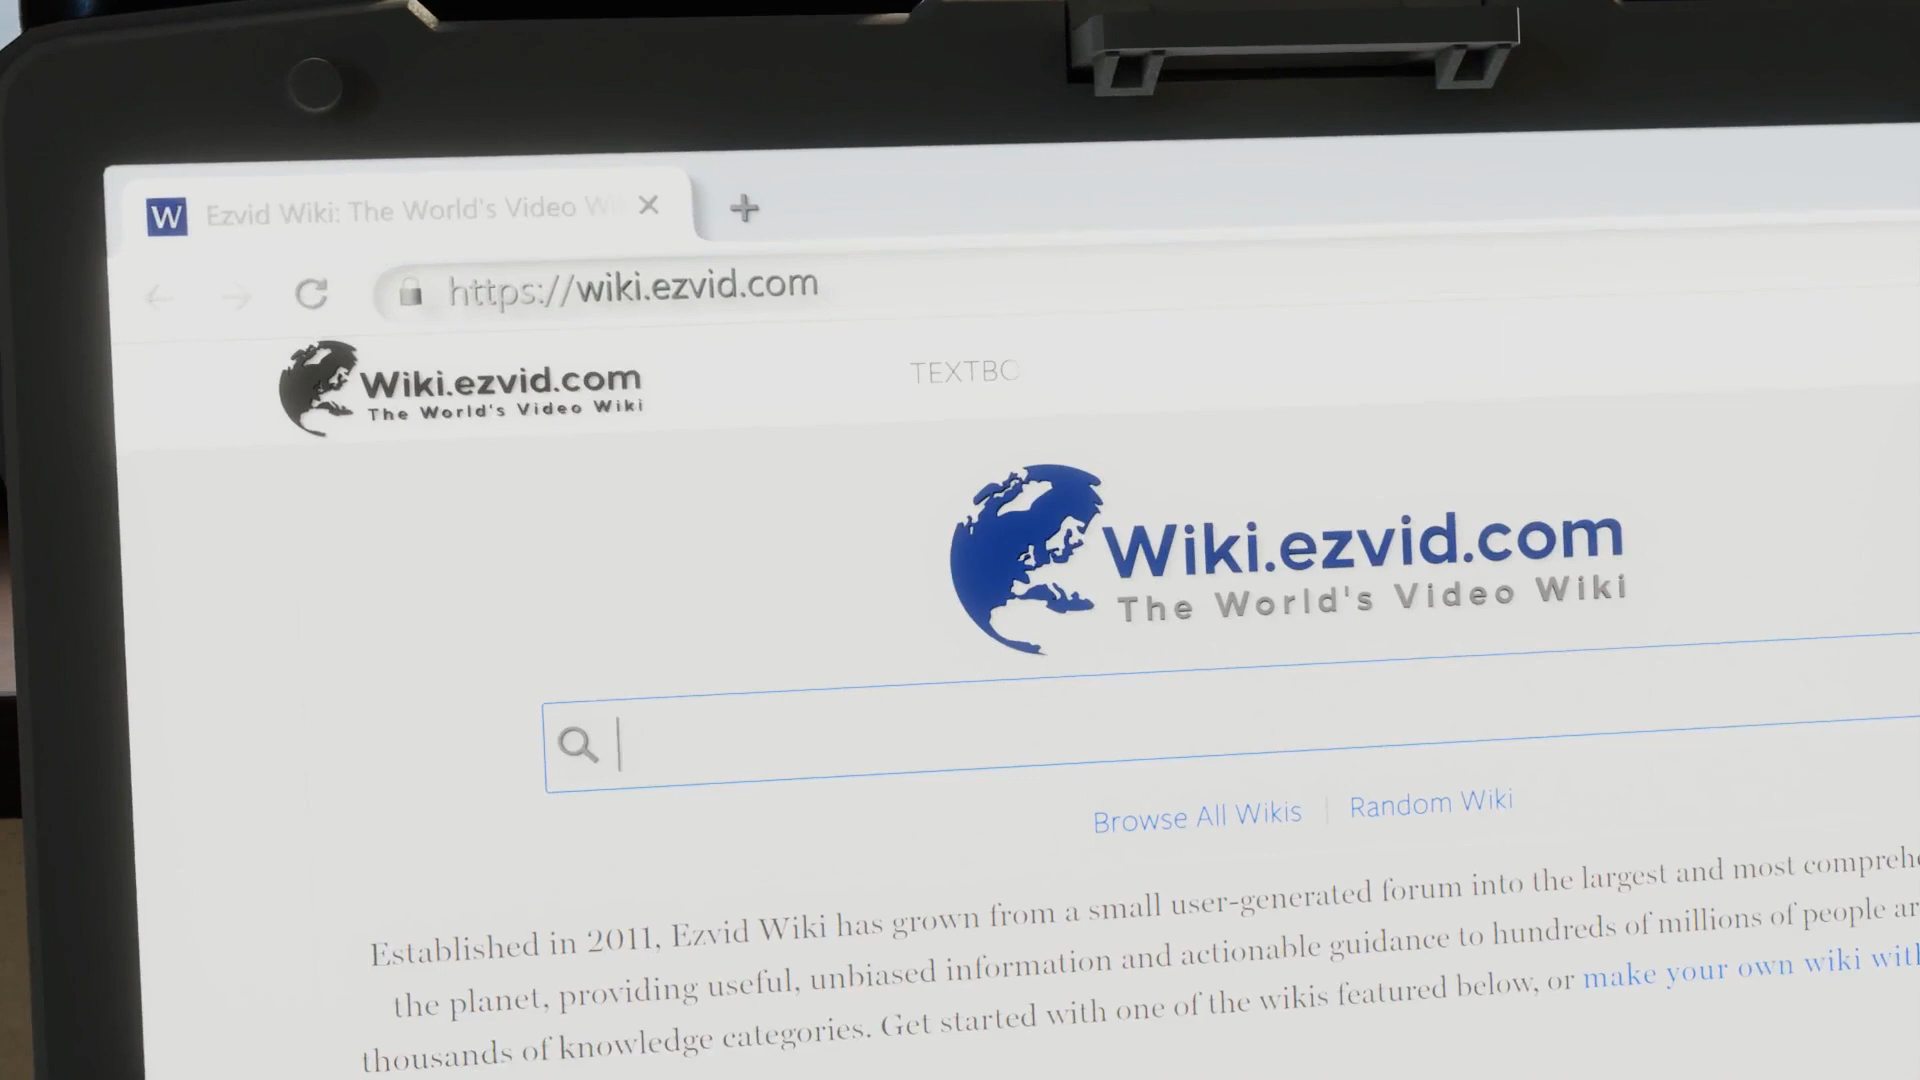 W Ezvid Wiki: The World's Video Wi
https://wiki.ezvid.com
Wiki.ezvid.com
The World's Video Wiki
TEXTBO
Wiki.ezvid.com
The World's Video Wiki
Browse All Wikis | Random Wiki
Established in 2011, Ezvid Wiki has grown from a small user-generated forum into the largest and most comprehe
the planet, providing useful, unbiased information and actionable guidance to hundreds of millions of people ar
thousands of knowledge categories. Get started with one of the wikis featured below, or make your own wiki with